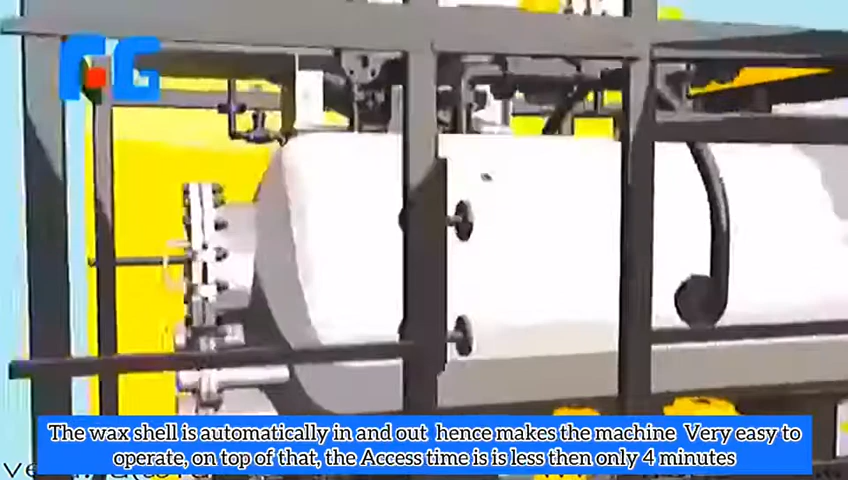 FG
The wax shell is automatically in and out hence makes the machine Very easy to
operate, on top of that, the Access time is is less then only 4 minutes